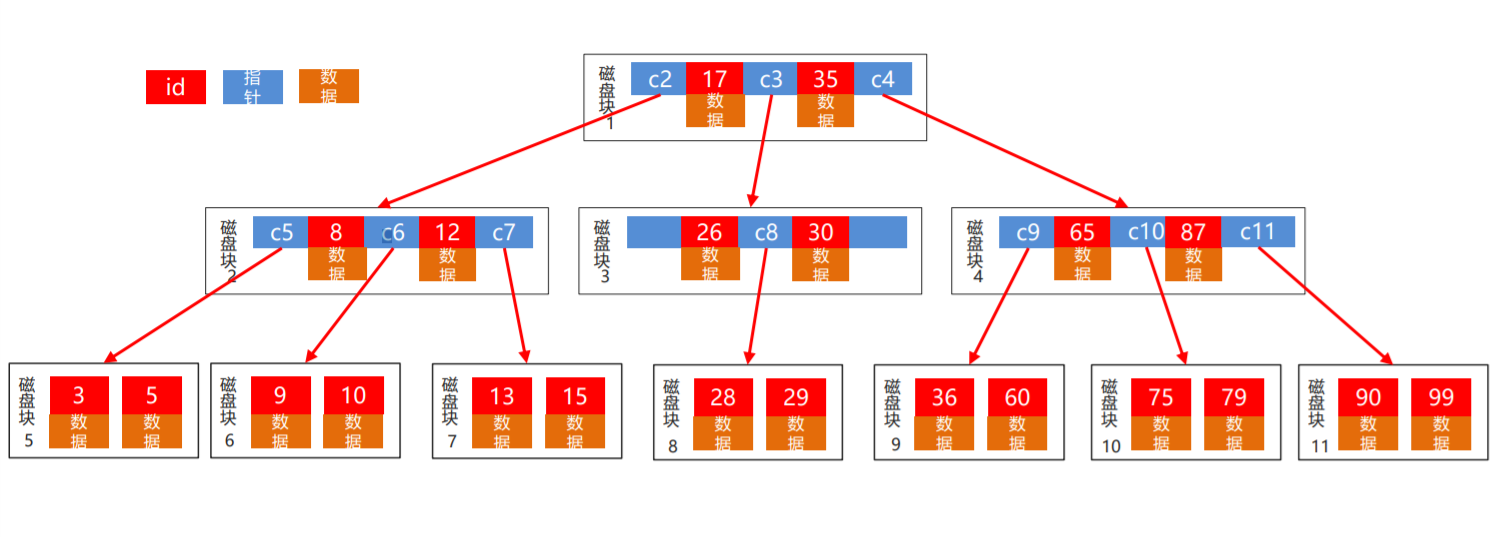 id
指针
数据
磁盘块1
c2 17 c3 35 c4
数据 数据
磁盘块2
c5 8 c6 12 c7
数据 数据
磁盘块3
26 c8 30
数据 数据
磁盘块4
c9 65 c10 87 c11
数据 数据
磁盘块5
3 5
数据 数据
磁盘块6
9 10
数据 数据
磁盘块7
13 15
数据 数据
磁盘块8
28 29
数据 数据
磁盘块9
36 60
数据 数据
磁盘块10
75 79
数据 数据
磁盘块11
90 99
数据 数据